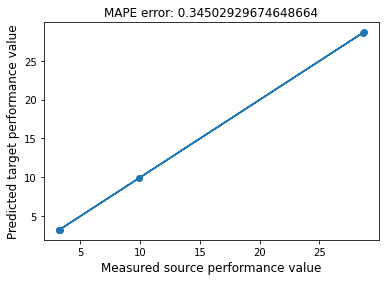 MAPE error: 0.34502929674648664
Predicted target performance value
25
20
15
10
5
5 10 15 20 25
Measured source performance value